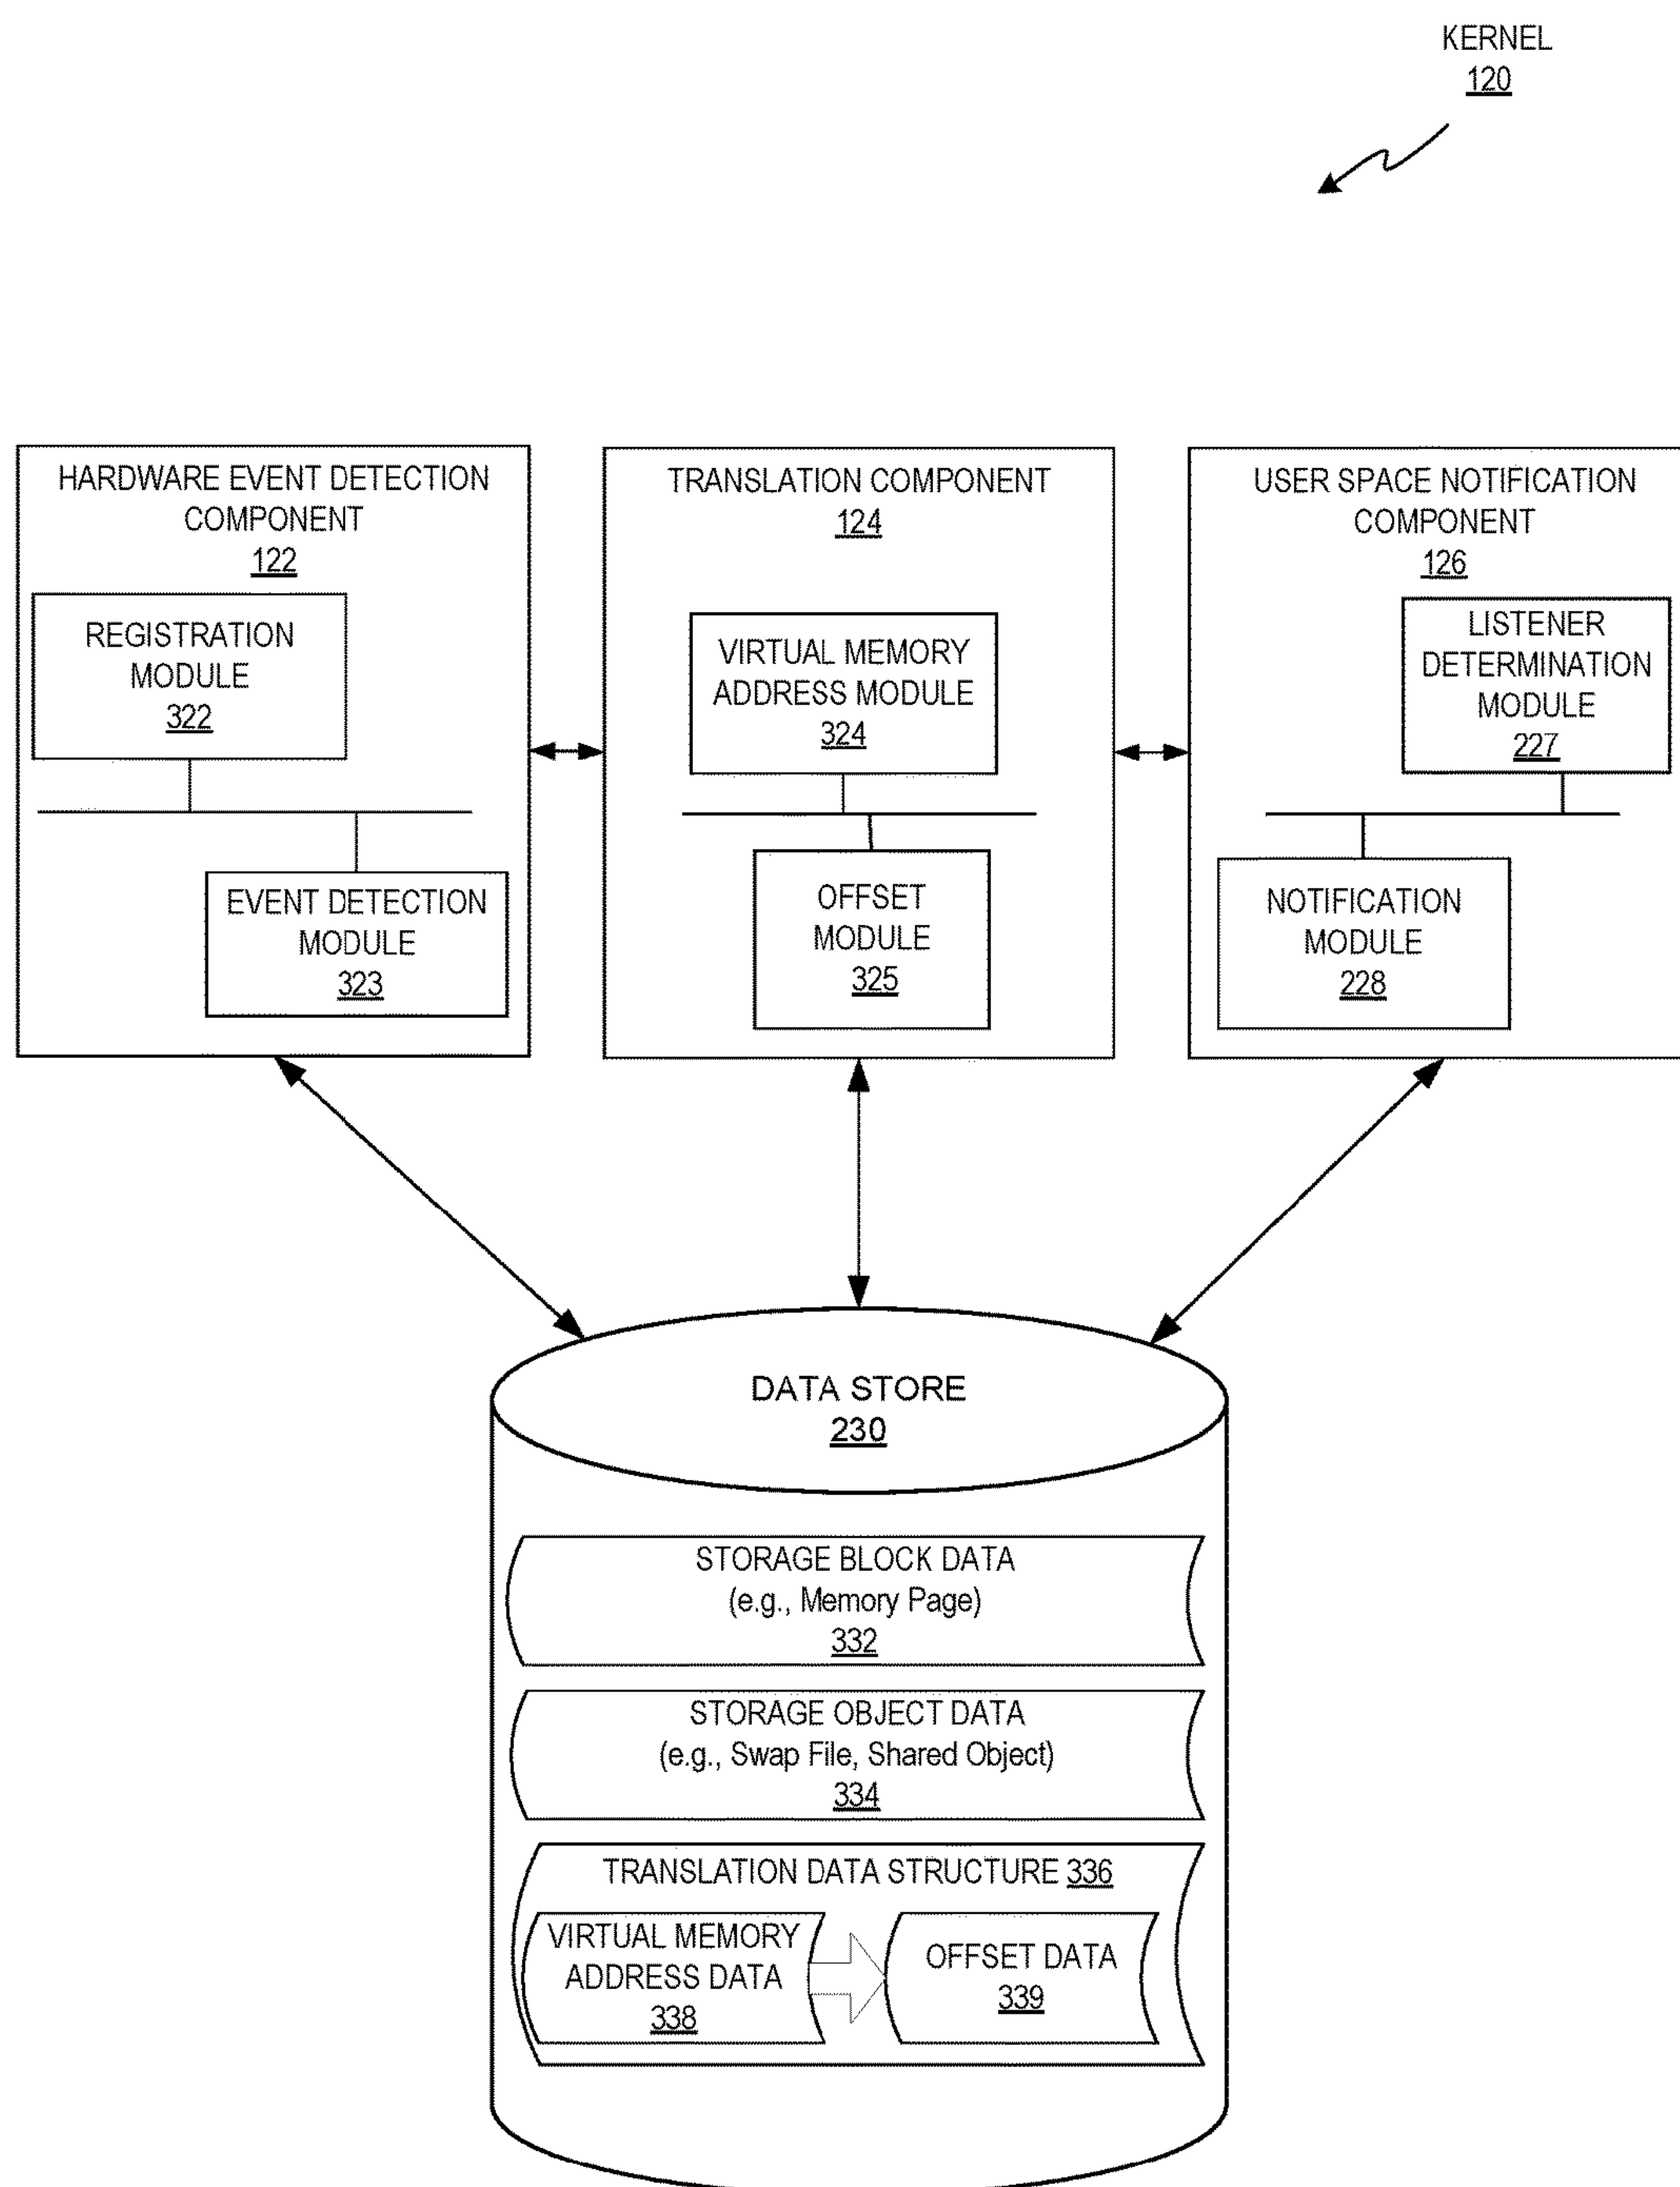 KERNEL
120
HARDWARE EVENT DETECTION
COMPONENT
122
REGISTRATION
MODULE
322
EVENT DETECTION
MODULE
323
TRANSLATION COMPONENT
124
VIRTUAL MEMORY
ADDRESS MODULE
324
OFFSET
MODULE
325
USER SPACE NOTIFICATION
COMPONENT
126
LISTENER
DETERMINATION
MODULE
227
NOTIFICATION
MODULE
228
DATA STORE
230
STORAGE BLOCK DATA
(e.g., Memory Page)
332
STORAGE OBJECT DATA
(e.g., Swap File, Shared Object)
334
TRANSLATION DATA STRUCTURE 336
VIRTUAL MEMORY
ADDRESS DATA
338
OFFSET DATA
339